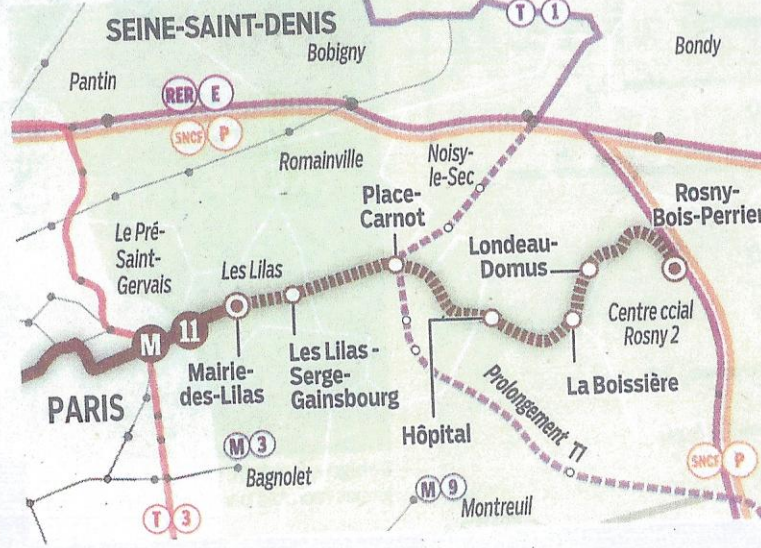 SEINE-SAINT-DENIS
T 1
Bobigny
Bondy
Pantin
RER E
SNCF P
Romainville
Noisy-
le-Sec
Place-
Carnot
Rosny-
Bois-Perrier
Le Pré-
Saint-
Gervais
Londeau-
Domus
Les Lilas
Centre ccial
Rosny 2
M 11
Mairie-
des-Lilas
Les Lilas -
Serge-
Gainsbourg
La Boissière
PARIS
Hôpital
Prolongement T1
M 3
Bagnolet
SNCF P
M 9
Montreuil
T 3